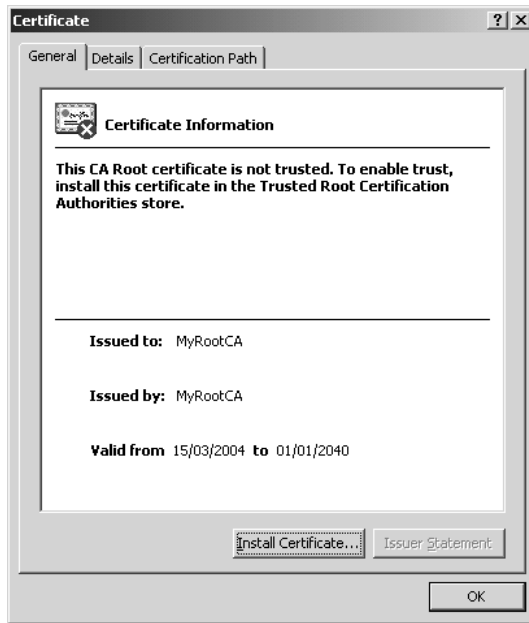 Certificate
General Details Certification Path
Certificate Information
This CA Root certificate is not trusted. To enable trust,
install this certificate in the Trusted Root Certification
Authorities store.
Issued to: MyRootCA
Issued by: MyRootCA
Valid from 15/03/2004 to 01/01/2040
Install Certificate... Issuer Statement
OK